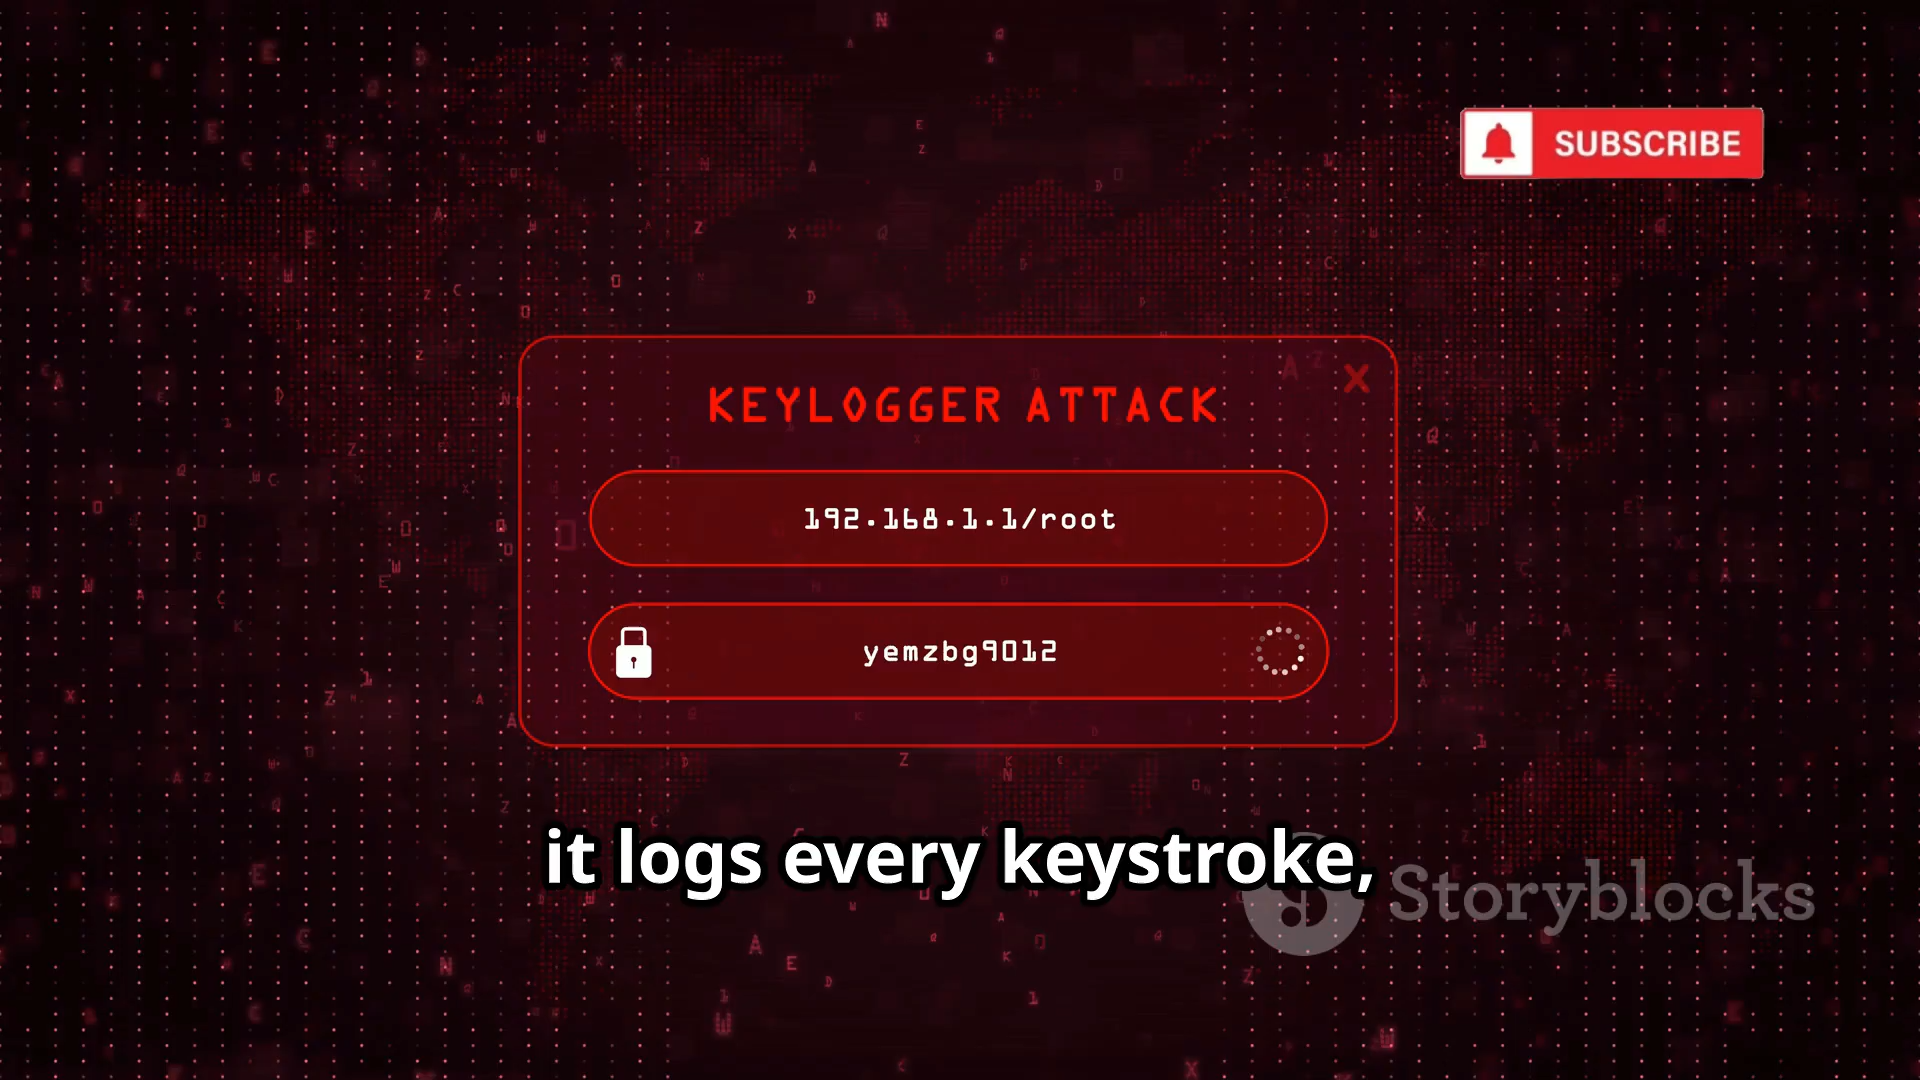 SUBSCRIBE
KEYLOGGER ATTACK
X
192.168.1.1/root
yemzbg9012
it logs every keystroke,
Storyblocks